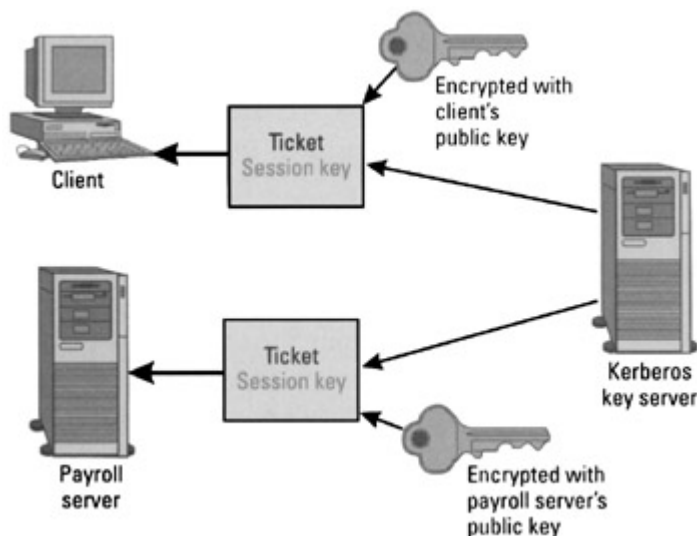 Encrypted with
client's
public key
Ticket
Session key
Client
Kerberos
key server
Ticket
Session key
Payroll
server
Encrypted with
payroll server's
public key